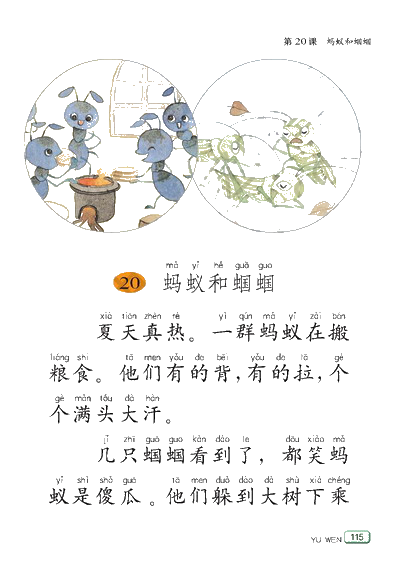 第20课 蚂蚁和蝈蝈
mǎ yǐ hé guō guo
20 蚂蚁和蝈蝈
xià tiān zhēn rè yì qún mǎ yǐ zài bān
夏天真热。一群蚂蚁在搬
liáng shi tā men yǒu de bēi yǒu de lā gè
粮食。他们有的背，有的拉，个
gè mǎn tóu dà hàn
个满头大汗。
jǐ zhī guō guo kàn dào le dōu xiào mǎ
几只蝈蝈看到了，都笑蚂
yǐ shì shǎ guā tā men duǒ dào dà shù xià chéng
蚁是傻瓜。他们躲到大树下乘
YU WEN 115